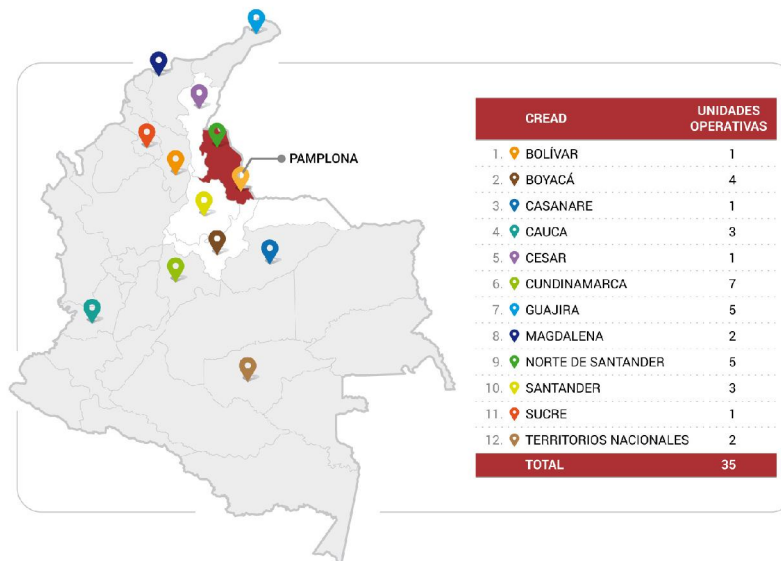 PAMPLONA
CREAD UNIDADES OPERATIVAS
1. BOLÍVAR 1
2. BOYACÁ 4
3. CASANARE 1
4. CAUCA 3
5. CESAR 1
6. CUNDINAMARCA 7
7. GUAJIRA 5
8. MAGDALENA 2
9. NORTE DE SANTANDER 5
10. SANTANDER 3
11. SUCRE 1
12. TERRITORIOS NACIONALES 2
TOTAL 35